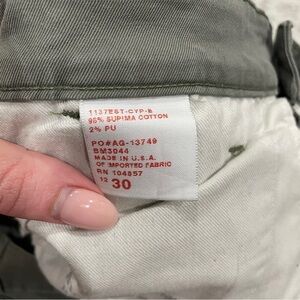 1137EST-CYP-B
98% SUPIMA COTTON
2% PU
PO#AG-13749
BM3044
MADE IN U.S.A.
OF IMPORTED FABRIC
RN 104857
12 30